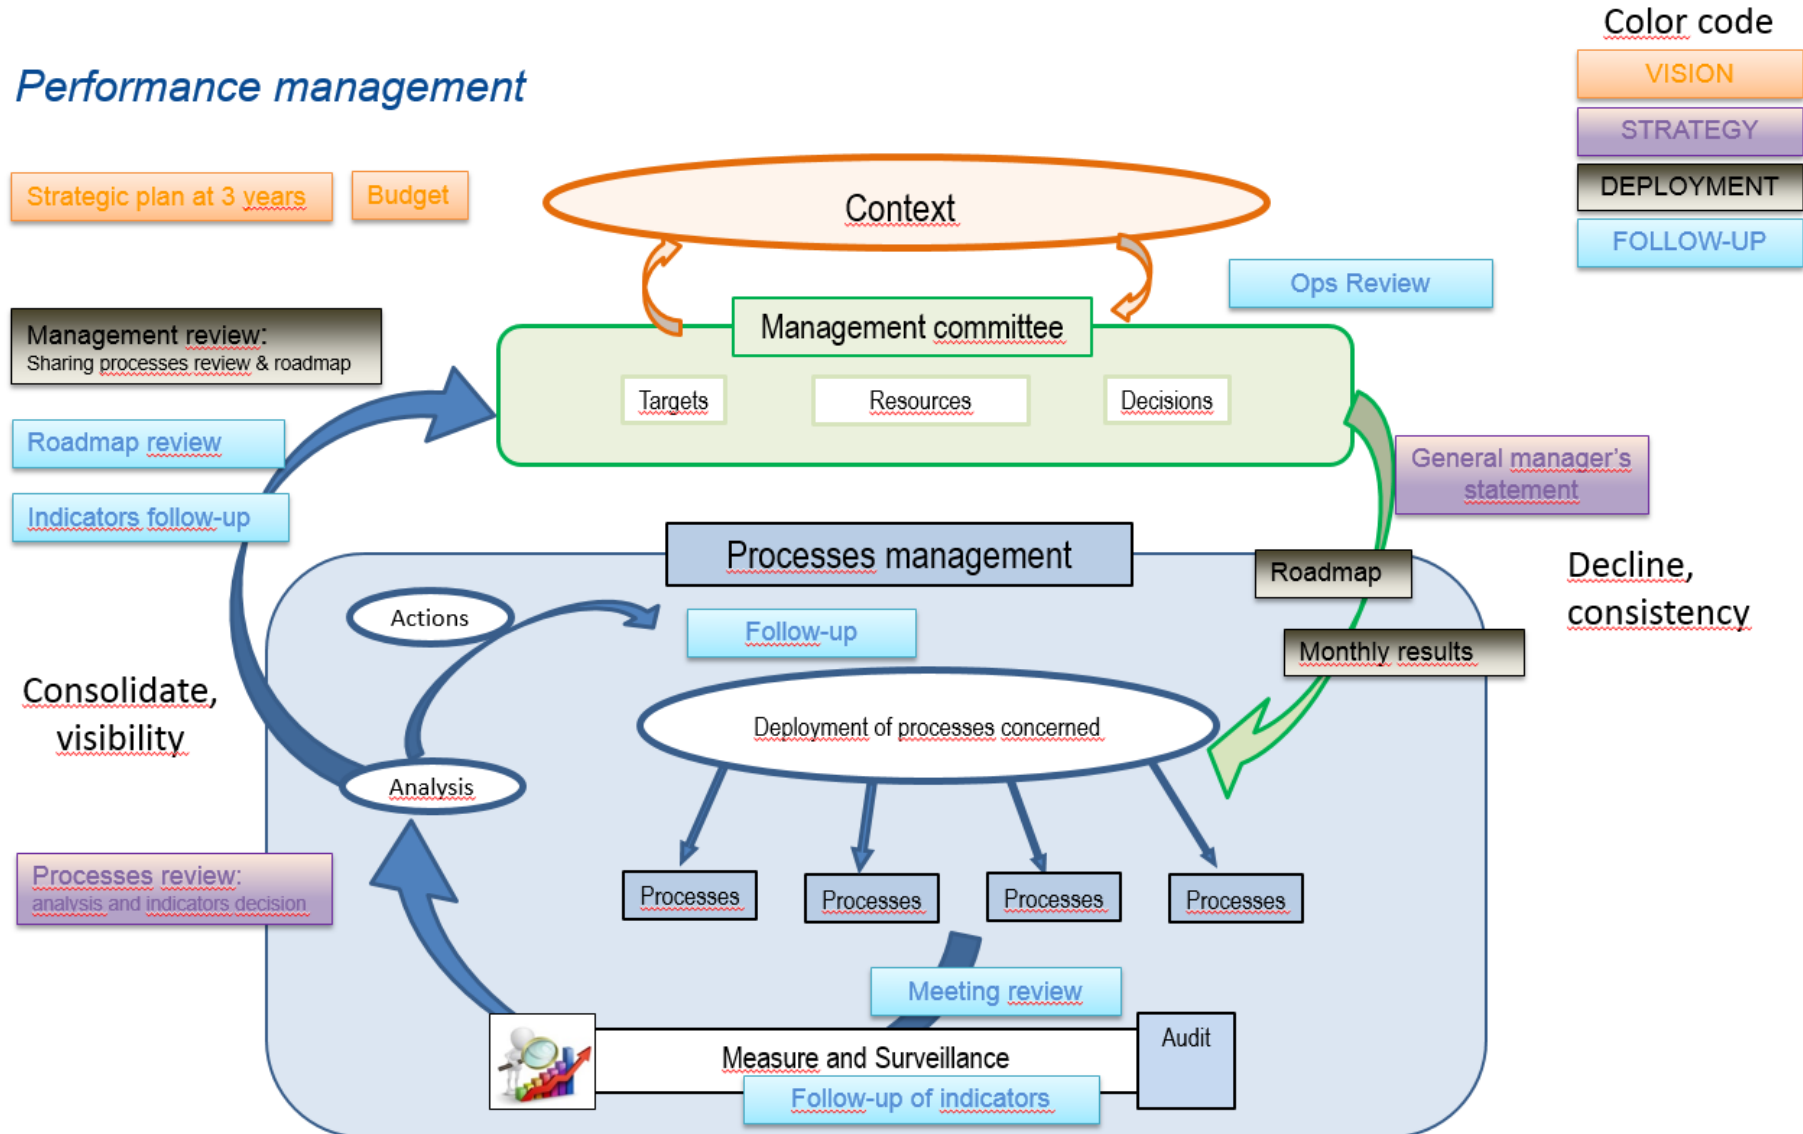 Color code
VISION
STRATEGY
DEPLOYMENT
FOLLOW-UP
Performance management
Strategic plan at 3 years
Budget
Context
Ops Review
Management committee
Targets
Resources
Decisions
Management review:
Sharing processes review & roadmap
Roadmap review
Indicators follow-up
General manager's
statement
Processes management
Roadmap
Decline,
consistency
Actions
Follow-up
Monthly results
Consolidate,
visibility
Deployment of processes concerned
Analysis
Processes review:
analysis and indicators decision
Processes
Processes
Processes
Processes
Meeting review
Measure and Surveillance
Audit
Follow-up of indicators